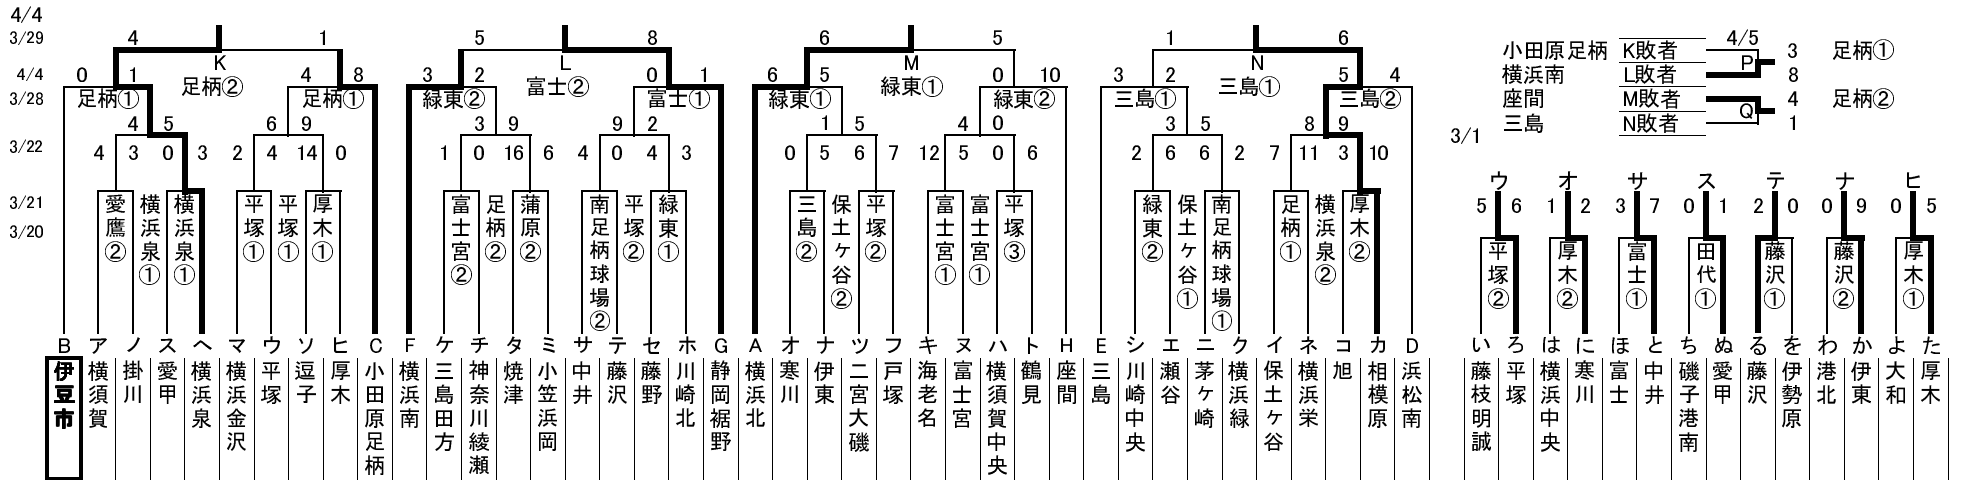 4/4
3/29 4 1 5 8 6 5 1 6
K L M N
4/4 0 1 4 8 3 2 0 1 6 5 0 10 3 2 5 4
足柄② 富士② 緑東① 三島①
3/28 足柄① 足柄① 緑東② 富士① 緑東① 緑東② 三島① 三島②
4 5 6 9 3 9 9 2 1 5 4 0 3 5 8 9
3/22 4 3 0 3 2 4 14 0 1 0 16 6 4 0 4 3 0 5 6 7 12 5 0 6 2 6 6 2 7 11 3 10
3/21
3/20
愛鷹②
横浜泉①
横浜泉①
平塚①
平塚①
厚木①
富士宮②
足柄②
蒲原②
南足柄球場②
平塚②
緑東①
三島②
保土ヶ谷②
平塚②
富士宮①
富士宮①
平塚③
緑東②
保土ヶ谷①
南足柄球場①
足柄①
横浜泉②
厚木②
B 伊豆市
ア 横須賀
ノ 掛川
ス 愛甲
ヘ 横浜泉
マ 横浜金沢
ウ 平塚
ソ 逗子
ヒ 厚木
C 小田原足柄
F 横浜南
ケ 三島田方
チ 神奈川綾瀬
タ 焼津
ミ 小笠浜岡
サ 中井
テ 藤沢
セ 藤野
ホ 川崎北
G 静岡裾野
A 横浜北
オ 寒川
ナ 伊東
ツ 二宮大磯
フ 戸塚
キ 海老名
ヌ 富士宮
ハ 横須賀中央
ト 鶴見
H 座間
E 三島
シ 川崎中央
エ 瀬谷
ニ 茅ヶ崎
ク 横浜緑
イ 保土ヶ谷
ネ 横浜栄
コ 旭
カ 相模原
D 浜松南
4/5
小田原足柄 K敗者 P 3 足柄①
横浜南 L敗者 8
座間 M敗者 Q 4 足柄②
三島 N敗者 1
3/1
ウ オ サ ス テ ナ ヒ
5 6 1 2 3 7 0 1 2 0 0 9 0 5
平塚②
厚木②
富士①
田代①
藤沢①
藤沢②
厚木①
い 藤枝明誠
ろ 平塚
は 横浜中央
に 寒川
ほ 富士
と 中井
ち 磯子港南
ぬ 愛甲
る 藤沢
を 伊勢原
わ 港北
か 伊東
よ 大和
た 厚木